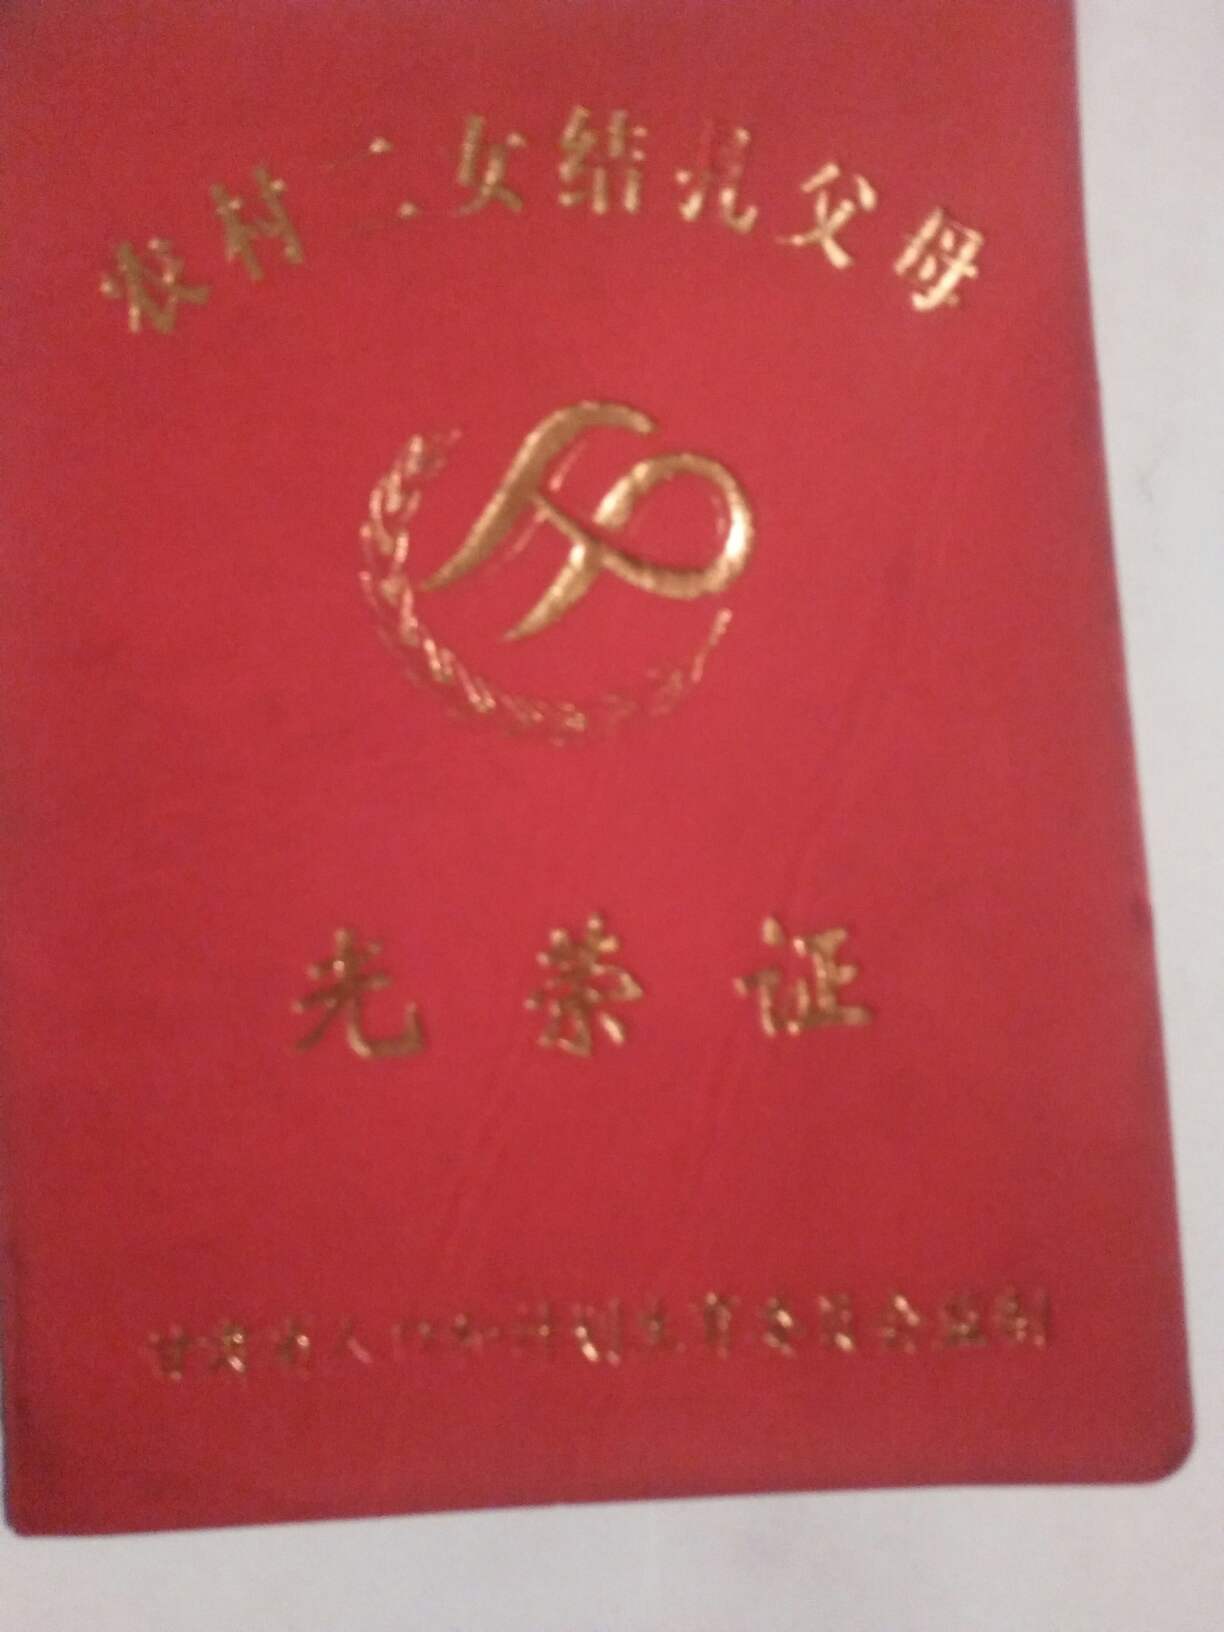 农村二女结扎父母
光荣证
甘肃省人口和计划生育委员会监制